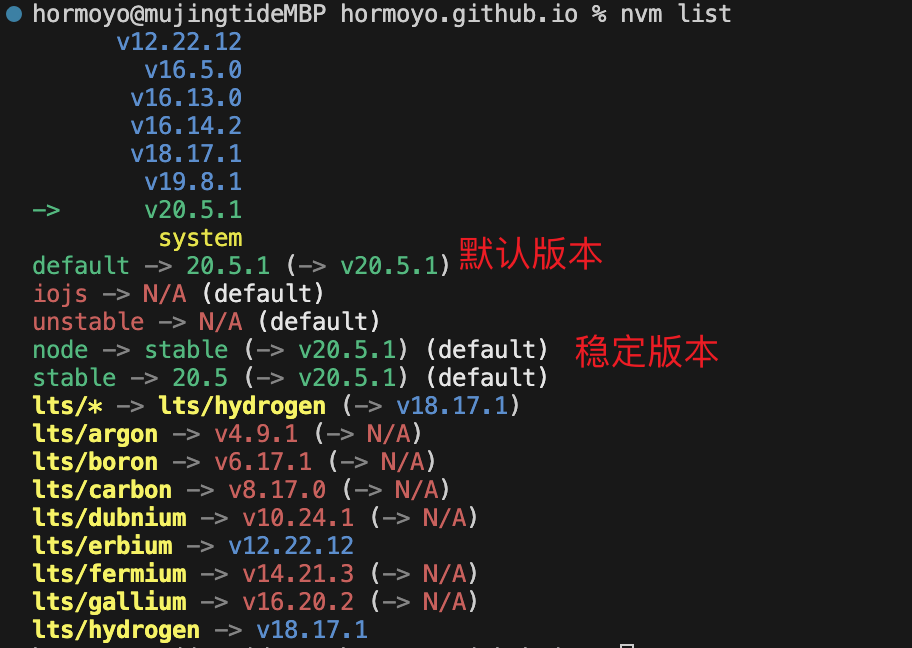 hormoyo@mujingtideMBP hormoyo.github.io % nvm list
v12.22.12
v16.5.0
v16.13.0
v16.14.2
v18.17.1
v19.8.1
-> v20.5.1
system
default -> 20.5.1 (-> v20.5.1) 默认版本
iojs -> N/A (default)
unstable -> N/A (default)
node -> stable (-> v20.5.1) (default) 稳定版本
stable -> 20.5 (-> v20.5.1) (default)
lts/* -> lts/hydrogen (-> v18.17.1)
lts/argon -> v4.9.1 (-> N/A)
lts/boron -> v6.17.1 (-> N/A)
lts/carbon -> v8.17.0 (-> N/A)
lts/dubnium -> v10.24.1 (-> N/A)
lts/erbium -> v12.22.12
lts/fermium -> v14.21.3 (-> N/A)
lts/gallium -> v16.20.2 (-> N/A)
lts/hydrogen -> v18.17.1